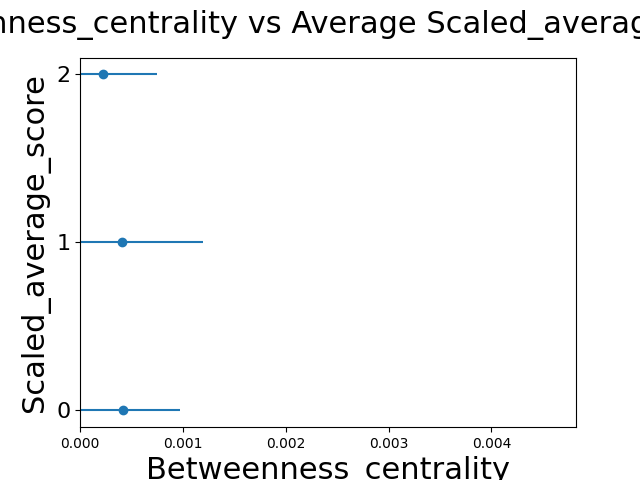 nness_centrality vs Average Scaled_averag
Scaled_average_score
2
1
0
0.000 0.001 0.002 0.003 0.004
Betweenness_centrality